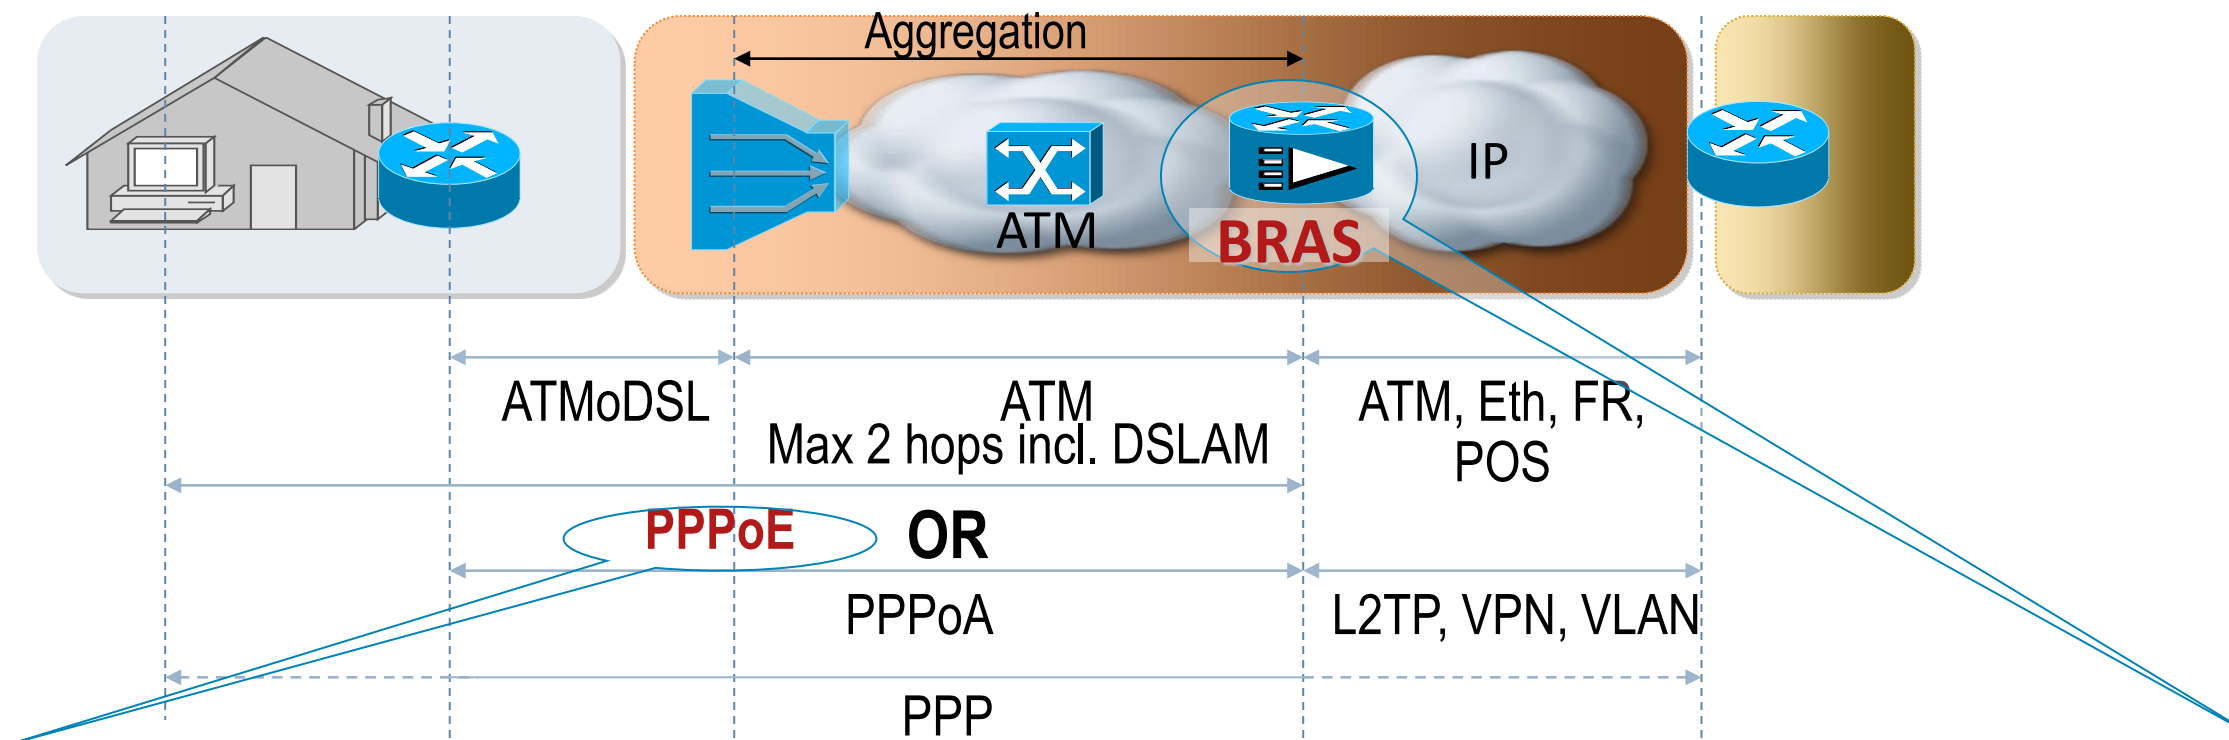 Aggregation
IP
ATM
BRAS
ATMoDSL
ATM
Max 2 hops incl. DSLAM
ATM, Eth, FR,
POS
PPPoE
OR
PPPoA
L2TP, VPN, VLAN
PPP